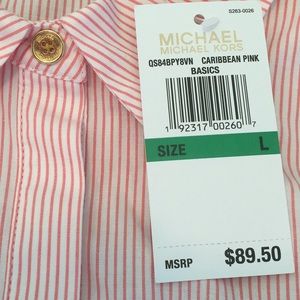 S263-0026
MICHAEL
MICHAEL KORS
QS84BPY8VN CARIBBEAN PINK
BASICS
1 92317 00260 7
SIZE L
MSRP $89.50